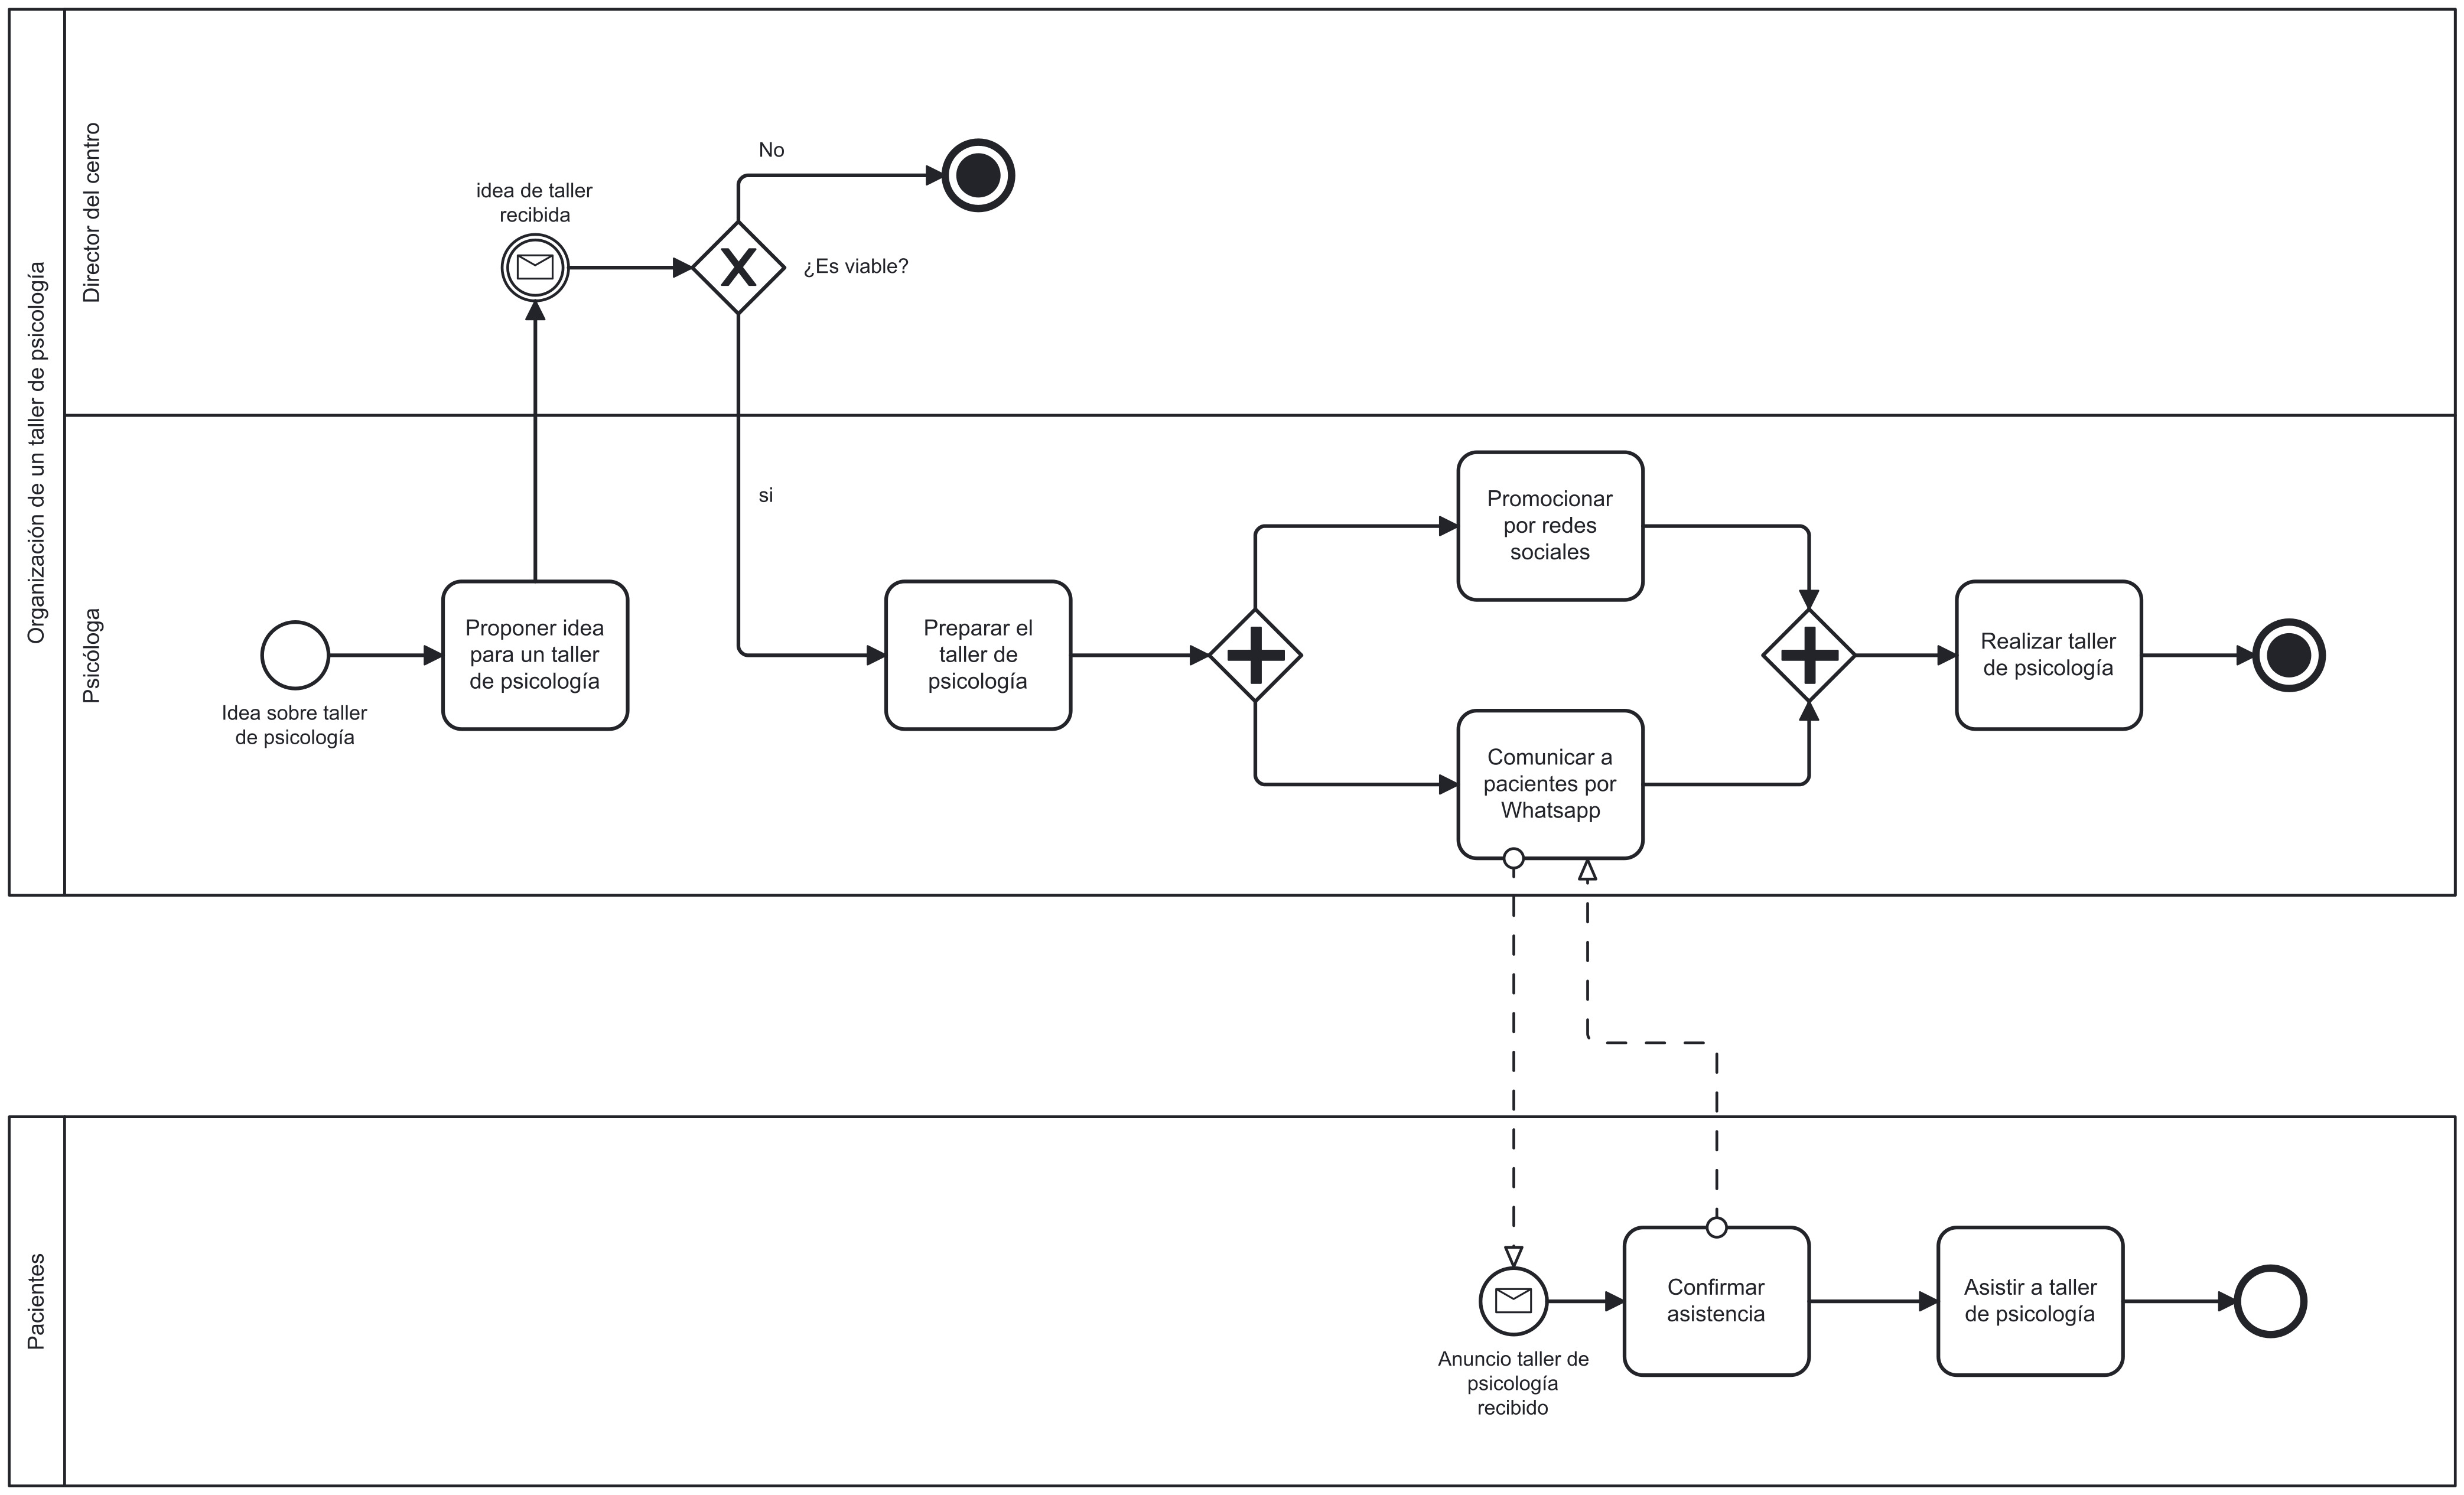 Organización de un taller de psicología
Director del centro
idea de taller
recibida
No
¿Es viable?
si
Psicóloga
Idea sobre taller
de psicología
Proponer idea
para un taller
de psicología
Preparar el
taller de
psicología
Promocionar
por redes
sociales
Comunicar a
pacientes por
Whatsapp
Realizar taller
de psicología
Pacientes
Anuncio taller de
psicología
recibido
Confirmar
asistencia
Asistir a taller
de psicología